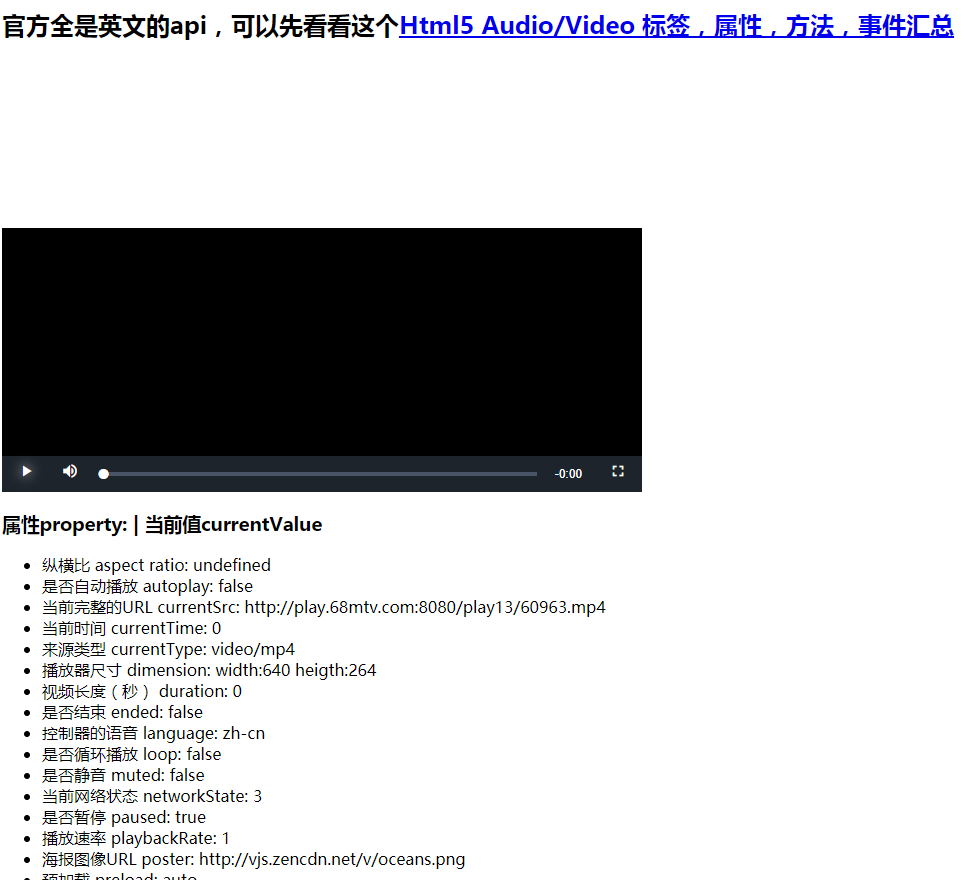 官方全是英文的api，可以先看看这个Html5 Audio/Video 标签，属性，方法，事件汇总
-0:00
属性property: | 当前值currentValue
纵横比 aspect ratio: undefined
是否自动播放 autoplay: false
当前完整的URL currentSrc: http://play.68mtv.com:8080/play13/60963.mp4
当前时间 currentTime: 0
来源类型 currentType: video/mp4
播放器尺寸 dimension: width:640 heigth:264
视频长度（秒） duration: 0
是否结束 ended: false
控制器的语音 language: zh-cn
是否循环播放 loop: false
是否静音 muted: false
当前网络状态 networkState: 3
是否暂停 paused: true
播放速率 playbackRate: 1
海报图像URL poster: http://vjs.zencdn.net/v/oceans.png
预加载 preload: auto